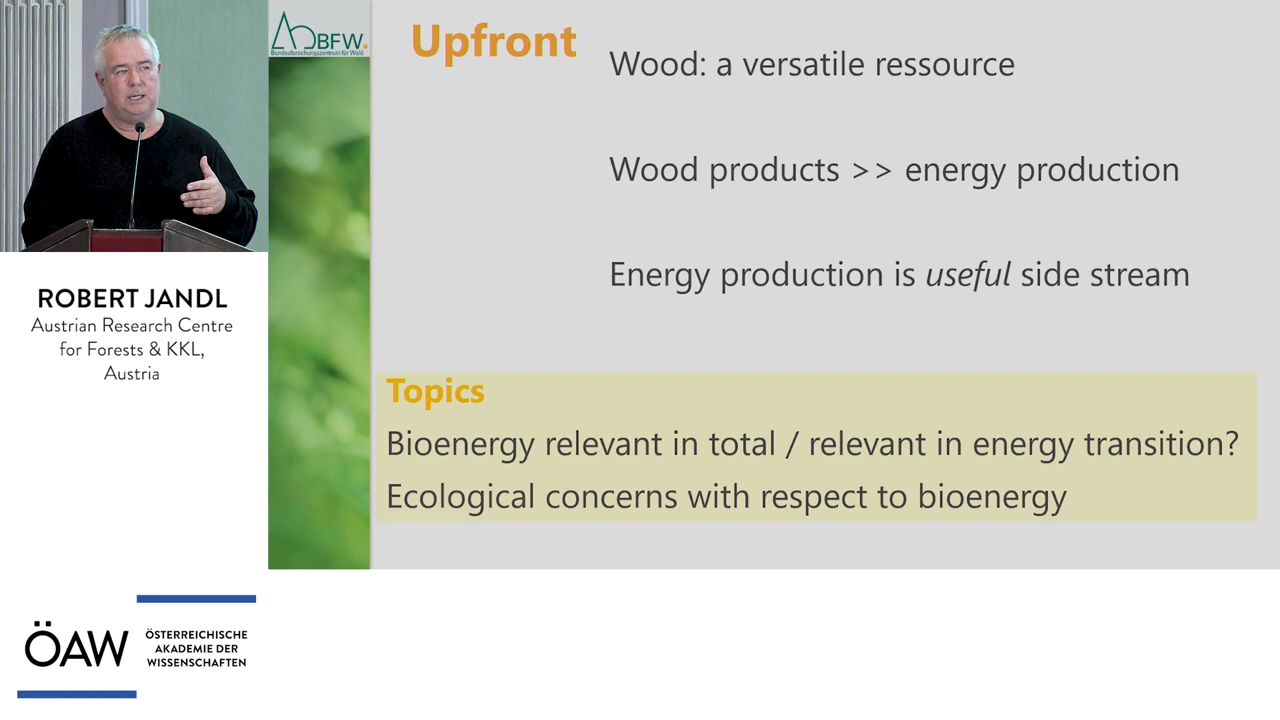 BFW.
Bundesforschungszentrum für Wald
Upfront
Wood: a versatile ressource
Wood products >> energy production
Energy production is useful side stream
Topics
Bioenergy relevant in total / relevant in energy transition?
Ecological concerns with respect to bioenergy
ROBERT JANDL
Austrian Research Centre
for Forests & KKL,
Austria
ÖAW
ÖSTERREICHISCHE
AKADEMIE DER
WISSENSCHAFTEN